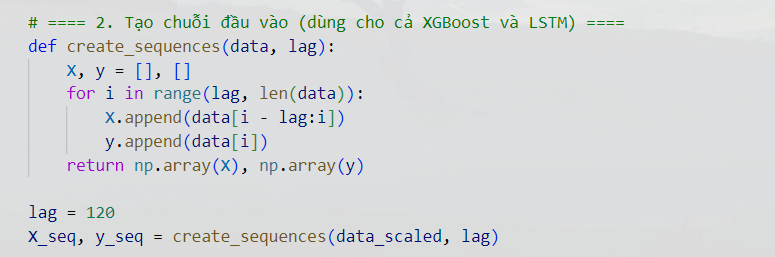 # ==== 2. Tạo chuỗi đầu vào (dùng cho cả XGBoost và LSTM) ====
def create_sequences(data, lag):
    X, y = [], []
    for i in range(lag, len(data)):
        X.append(data[i - lag:i])
        y.append(data[i])
    return np.array(X), np.array(y)

lag = 120
X_seq, y_seq = create_sequences(data_scaled, lag)